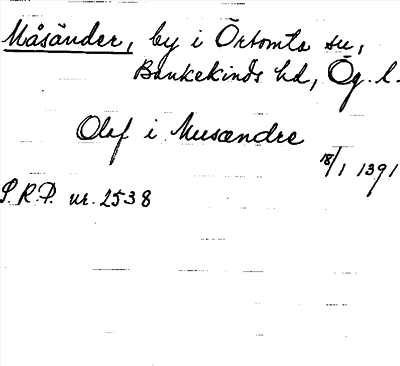 Måsänder, by i Örtomta sn,
Bankekinds hd, Ög. l.
Olef i Musændre
18/1 1391
S.R.P. nr. 2538